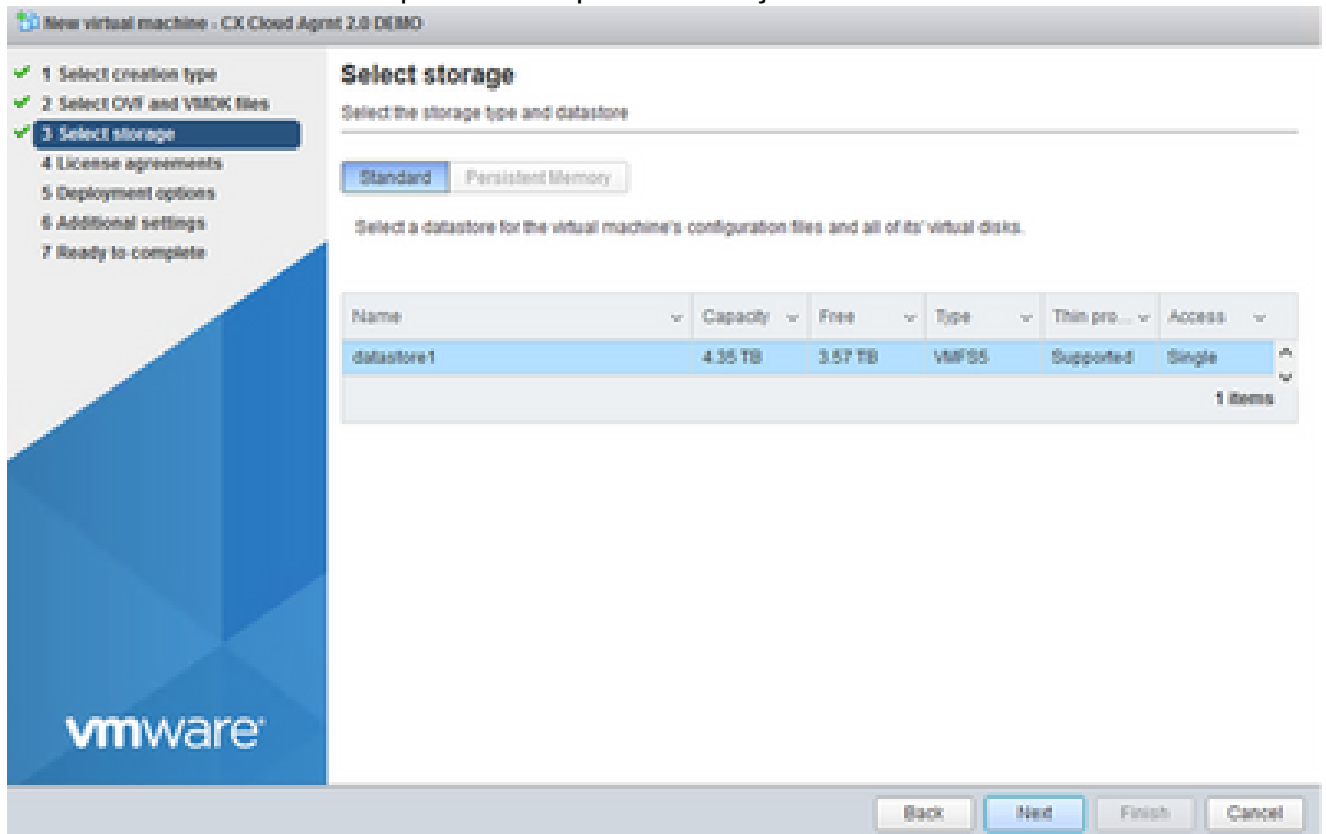 New virtual machine - CX Cloud Agrnt 2.0 DEMO
1 Select creation type
2 Select OVF and VMDK files
3 Select storage
4 License agreements
5 Deployment options
6 Additional settings
7 Ready to complete
vmware
Select storage
Select the storage type and datastore
Standard Persistent Memory
Select a datastore for the virtual machine's configuration files and all of its' virtual disks.
Name Capacity Free Type Thin pro... Access
datastore1 4.35 TB 3.57 TB VMFS5 Supported Single
1 items
Back Next Finish Cancel